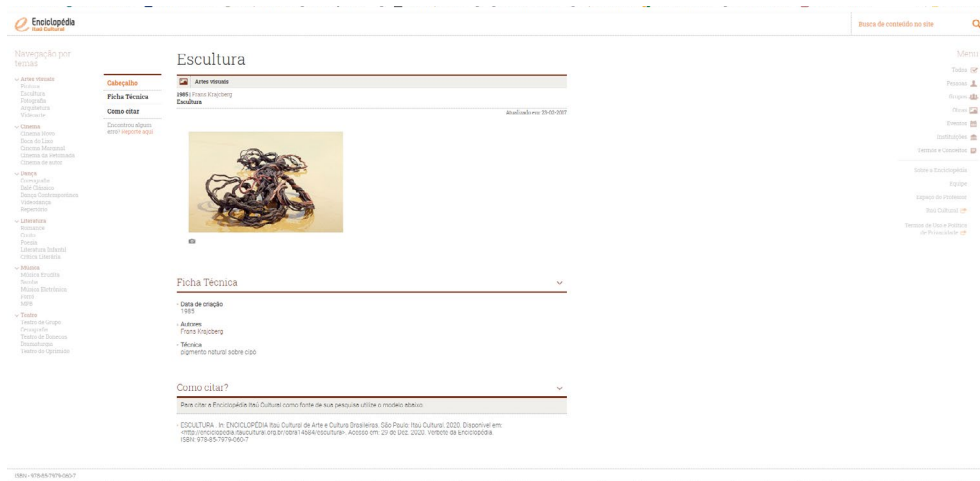 Enciclopédia
Itaú Cultural
Busca de conteúdo no site
Navegação por
temas
Artes visuais
Pintura
Escultura
Fotografia
Arquitetura
Videoarte
Cinema
Cinema Novo
Boca do Lixo
Cinema Marginal
Cinema da Retomada
Cinema de autor
Dança
Coreografia
Balé Clássico
Dança Contemporânea
Videodança
Repertório
Literatura
Romance
Conto
Poesia
Literatura Infantil
Crítica Literária
Música
Música Erudita
Samba
Música Eletrônica
MPB
Teatro
Teatro de Grupo
Cenografia
Teatro de Bonecos
Dramaturgia
Teatro do Oprimido
Cabeçalho
Ficha Técnica
Como citar
Encontrou algum
erro? Reporte aqui
Escultura
Artes visuais
1985 | Frans Krajcberg
Escultura
Atualizado em: 23-02-2017
Ficha Técnica
Data de criação
1985
Autores
Frans Krajcberg
Técnica
pigmento natural sobre cipó
Como citar?
Para citar a Enciclopédia Itaú Cultural como fonte de sua pesquisa utilize o modelo abaixo:
ESCULTURA . In: ENCICLOPÉDIA Itaú Cultural de Arte e Cultura Brasileiras. São Paulo: Itaú Cultural, 2020. Disponível em:
<http://enciclopedia.itaucultural.org.br/obra14584/escultura>. Acesso em: 29 de Dez. 2020. Verbete da Enciclopédia.
ISBN: 978-85-7979-060-7
Menu
Todos
Pessoas
Grupos
Obras
Eventos
Instituições
Termos e Conceitos
Sobre a Enciclopédia
Equipe
Espaço do Professor
Itaú Cultural
Termos de Uso e Política
de Privacidade
ISBN - 978-85-7979-060-7